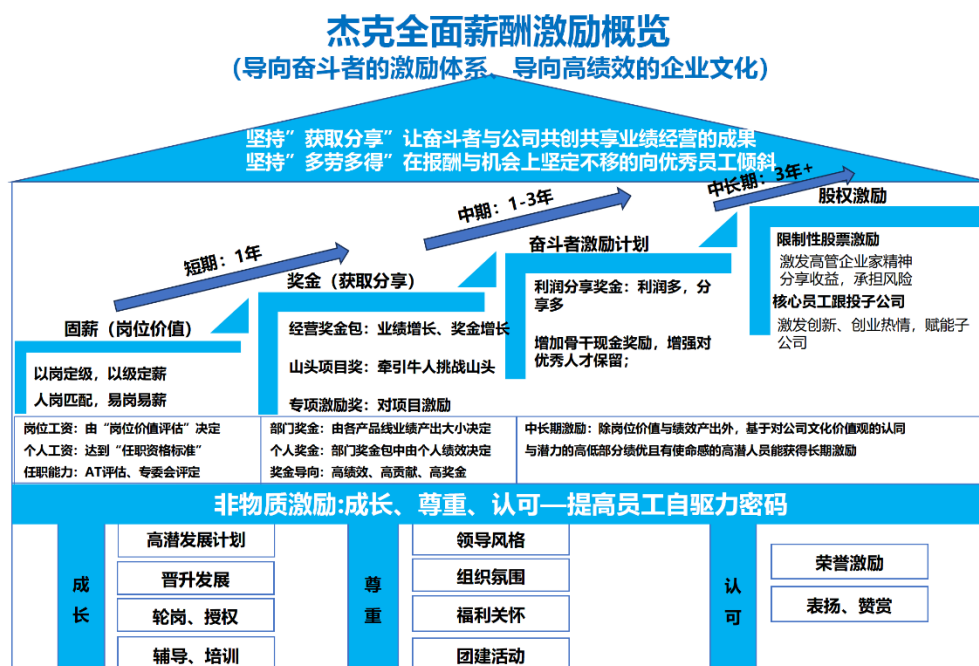 杰克全面薪酬激励概览
（导向奋斗者的激励体系、导向高绩效的企业文化）
坚持”获取分享”让奋斗者与公司共创共享业绩经营的成果
坚持”多劳多得”在报酬与机会上坚定不移的向优秀员工倾斜
短期：1年
中期：1-3年
中长期：3年+
固薪（岗位价值）
以岗定级，以级定薪
人岗匹配，易岗易薪
奖金（获取分享）
经营奖金包：业绩增长、奖金增长
山头项目奖：牵引牛人挑战山头
专项激励奖：对项目激励
奋斗者激励计划
利润分享奖金：利润多，分
享多
增加骨干现金奖励，增强对
优秀人才保留；
股权激励
限制性股票激励
激发高管企业家精神
分享收益，承担风险
核心员工跟投子公司
激发创新、创业热情，赋能子
公司
岗位工资：由“岗位价值评估”决定
个人工资：达到“任职资格标准”
任职能力：AT评估、专委会评定
部门奖金：由各产品线业绩产出大小决定
个人奖金：部门奖金包中由个人绩效决定
奖金导向：高绩效、高贡献、高奖金
中长期激励：除岗位价值与绩效产出外，基于对公司文化价值观的认同
与潜力的高低部分绩优且有使命感的高潜人员能获得长期激励
非物质激励:成长、尊重、认可—提高员工自驱力密码
成长
高潜发展计划
晋升发展
轮岗、授权
辅导、培训
尊重
领导风格
组织氛围
福利关怀
团建活动
认可
荣誉激励
表扬、赞赏